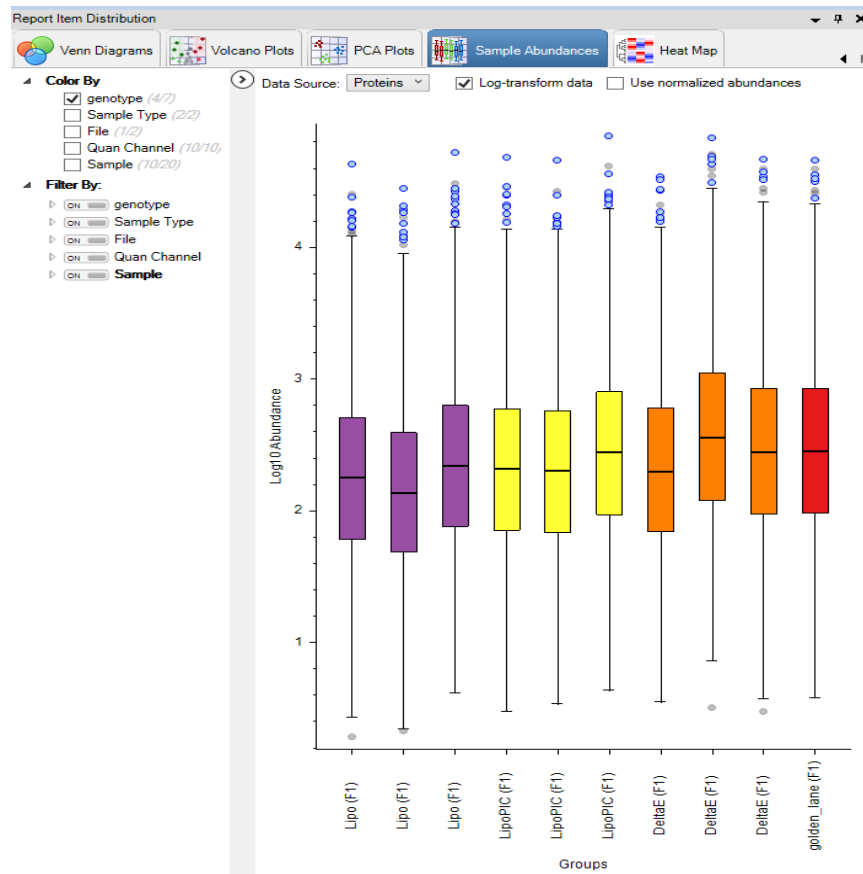 Report Item Distribution
Venn Diagrams
Volcano Plots
PCA Plots
Sample Abundances
Heat Map
Color By
genotype (4/7)
Sample Type (2/2)
File (1/2)
Quan Channel (10/10)
Sample (10/20)
Filter By:
ON genotype
ON Sample Type
ON File
ON Quan Channel
ON Sample
Data Source: Proteins
Log-transform data
Use normalized abundances
Log10 Abundance
4
3
2
1
Lipo (F1)
Lipo (F1)
Lipo (F1)
LipoPIC (F1)
LipoPIC (F1)
LipoPIC (F1)
DeltaE (F1)
DeltaE (F1)
DeltaE (F1)
golden_lane (F1)
Groups